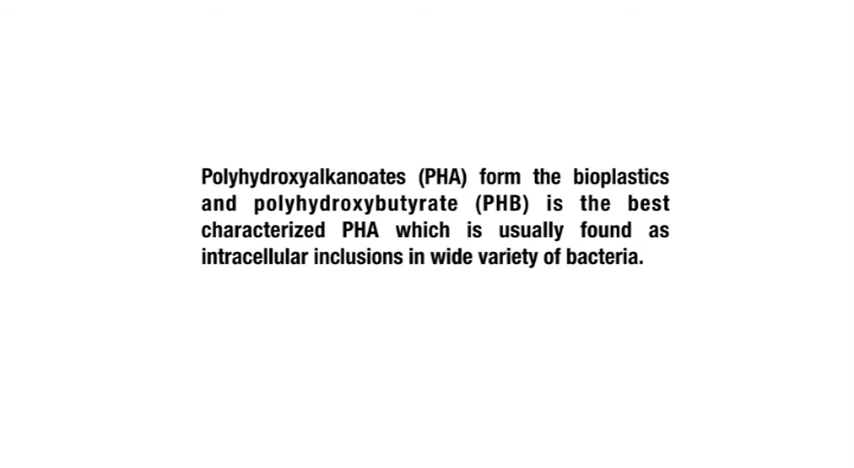 Polyhydroxyalkanoates (PHA) form the bioplastics
and polyhydroxybutyrate (PHB) is the best
characterized PHA which is usually found as
intracellular inclusions in wide variety of bacteria.